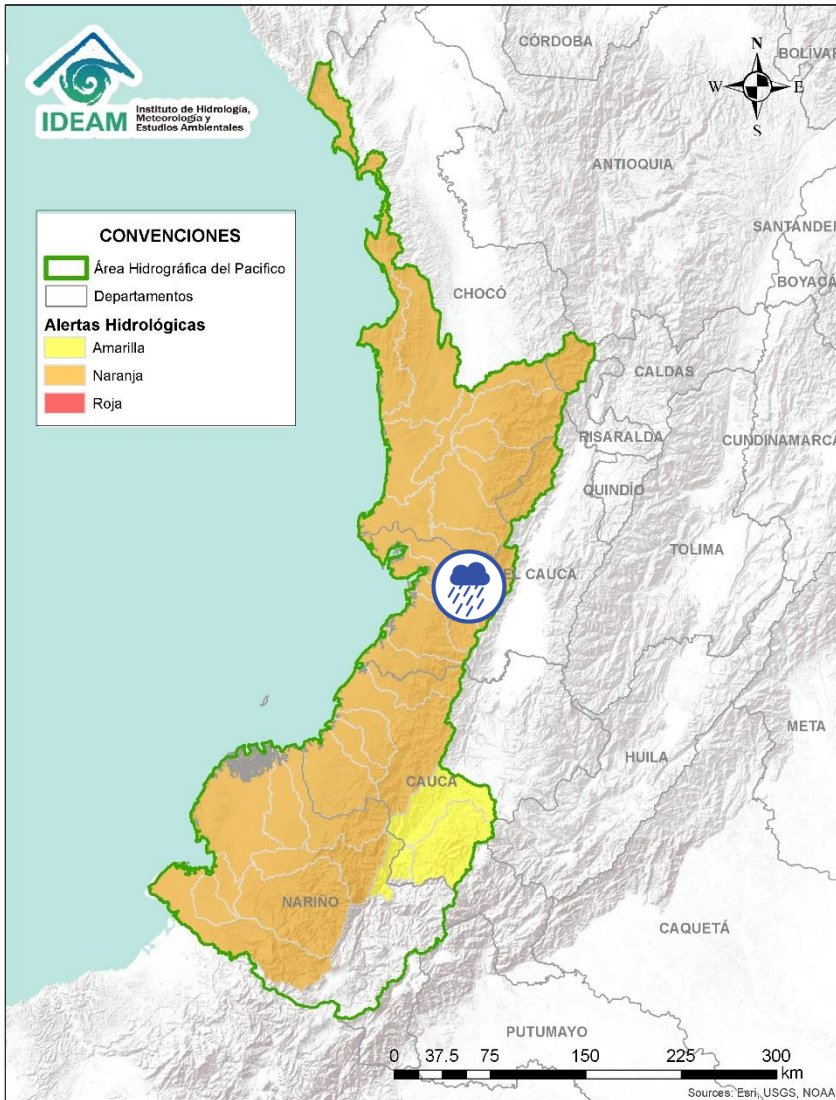 IDEAM
Instituto de Hidrología,
Meteorología y
Estudios Ambientales
CÓRDOBA
BOLÍVAR
N
W
E
S
ANTIOQUIA
CONVENCIONES
Área Hidrográfica del Pacifico
Departamentos
Alertas Hidrológicas
Amarilla
Naranja
Roja
SANTANDER
BOYACÁ
CHOCÓ
CALDAS
RISARALDA
CUNDINAMARCA
QUINDÍO
TOLIMA
EL CAUCA
META
HUILA
CAUCA
NARIÑO
CAQUETÁ
PUTUMAYO
0 37.5 75 150 225 300
km
Sources: Esri, USGS, NOAA